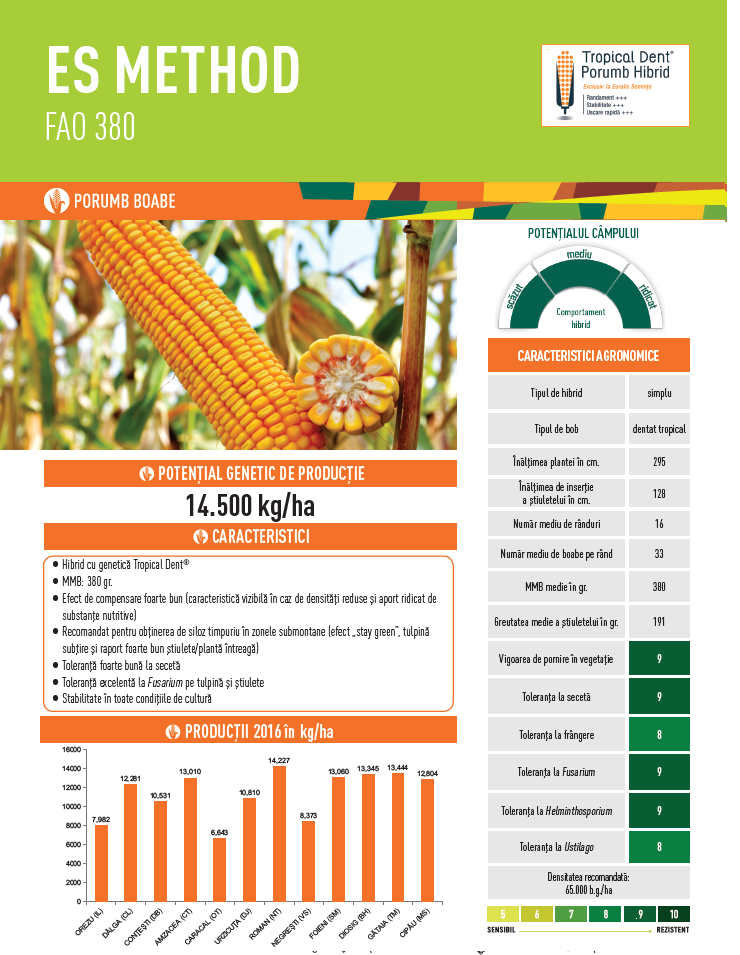 ES METHOD
FAO 380
Tropical Dent®
Porumb Hibrid
Exclusiv la Euralis Semințe
Randament +++
Stabilitate +++
Uscare rapidă +++
PORUMB BOABE
POTENȚIALUL CÂMPULUI
scăzut
mediu
ridicat
Comportament
hibrid
CARACTERISTICI AGRONOMICE
Tipul de hibrid simplu
Tipul de bob dentat tropical
Înălțimea plantei în cm. 295
Înălțimea de inserție
a știuletelui în cm. 128
Număr mediu de rânduri 16
Număr mediu de boabe pe rând 33
MMB medie în gr. 380
Greutatea medie a știuletelui în gr. 191
Vigoarea de pornire în vegetație 9
Toleranța la secetă 9
Toleranța la frângere 8
Toleranța la Fusarium 9
Toleranța la Helminthosporium 9
Toleranța la Ustilago 8
Densitatea recomandată:
65.000 b.g/ha
5 6 7 8 9 10
SENSIBIL REZISTENT
POTENȚIAL GENETIC DE PRODUCȚIE
14.500 kg/ha
CARACTERISTICI
• Hibrid cu genetică Tropical Dent®
• MMB: 380 gr.
• Efect de compensare foarte bun (caracteristică vizibilă în caz de densități reduse și aport ridicat de
substanțe nutritive)
• Recomandat pentru obținerea de siloz timpuriu în zonele submontane (efect „stay green”, tulpină
subțire și raport foarte bun știulete/plantă întreagă)
• Toleranță foarte bună la secetă
• Toleranță excelentă la Fusarium pe tulpină și știulete
• Stabilitate în toate condițiile de cultură
PRODUCȚII 2016 în kg/ha
16000
14000
12000
10000
8000
6000
4000
2000
0
7,982
12,281
10,531
13,010
6,643
10,810
14,227
8,373
13,060
13,345
13,444
12,804
OREZU (IL)
DÂLGA (CL)
CONȚEȘTI (DB)
AMZACEA (CT)
CARACAL (OT)
URZICUȚA (DJ)
ROMAN (NT)
NEGREȘTI (VS)
FOIENI (SM)
DIOSIG (BH)
GĂTAIA (TM)
CIPĂU (MS)